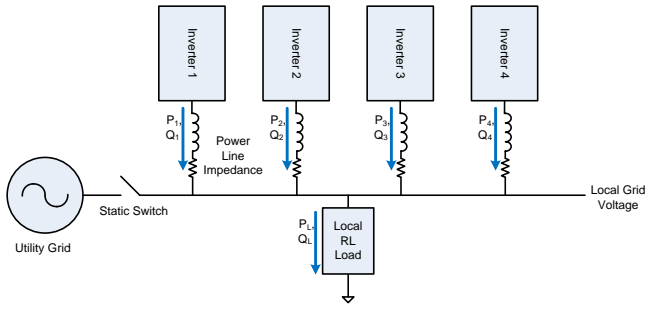 Inverter 1
Inverter 2
Inverter 3
Inverter 4
P1,
Q1
Power
Line
Impedance
P2,
Q2
P3,
Q3
P4,
Q4
Static Switch
Utility Grid
PL,
QL
Local
RL
Load
Local Grid
Voltage